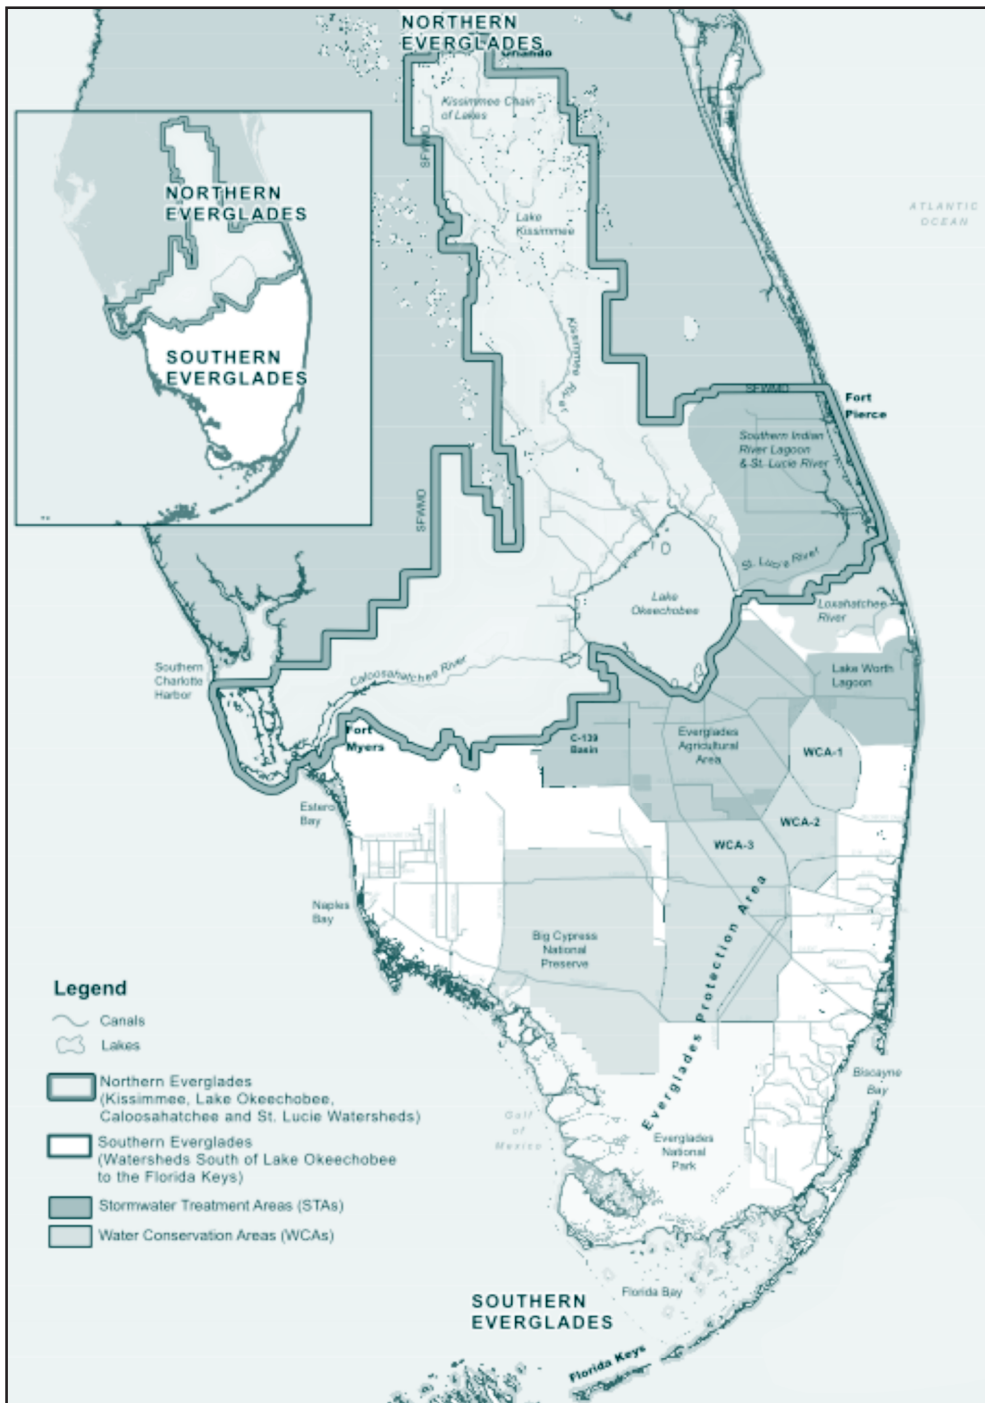 NORTHERN
EVERGLADES
Orlando
Kissimmee Chain
of Lakes
SFWMD
ATLANTIC
OCEAN
NORTHERN
EVERGLADES
Lake
Kissimmee
Kissimmee River
SOUTHERN
EVERGLADES
SFWMD
Fort
Pierce
Southern Indian
River Lagoon
& St. Lucie River
SFWMD
St. Lucie River
Lake
Okeechobee
Loxahatchee
River
Southern
Charlotte
Harbor
Caloosahatchee River
Lake Worth
Lagoon
Fort
Myers
C-139
Basin
Everglades
Agricultural
Area
WCA-1
Estero
Bay
WCA-2
WCA-3
Naples
Bay
Big Cypress
National
Preserve
Everglades Protection Area
Legend
Canals
Lakes
Northern Everglades
(Kissimmee, Lake Okeechobee,
Caloosahatchee and St. Lucie Watersheds)
Southern Everglades
(Watersheds South of Lake Okeechobee
to the Florida Keys)
Stormwater Treatment Areas (STAs)
Water Conservation Areas (WCAs)
Biscayne
Bay
Gulf
of
Mexico
Everglades
National
Park
Florida Bay
SOUTHERN
EVERGLADES
Florida Keys